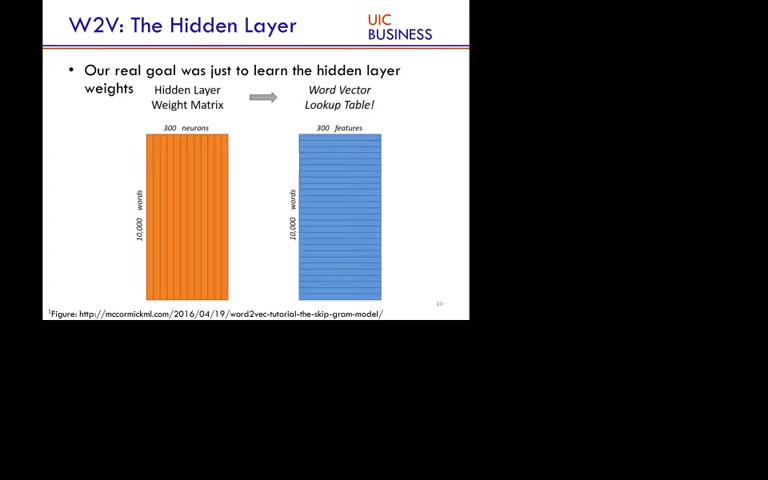 W2V: The Hidden Layer
UIC
BUSINESS
• Our real goal was just to learn the hidden layer
weights
Hidden Layer
Weight Matrix
Word Vector
Lookup Table!
300 neurons
300 features
10,000 words
10,000 words
¹Figure: http://mccormickml.com/2016/04/19/word2vec-tutorial-the-skip-gram-model/